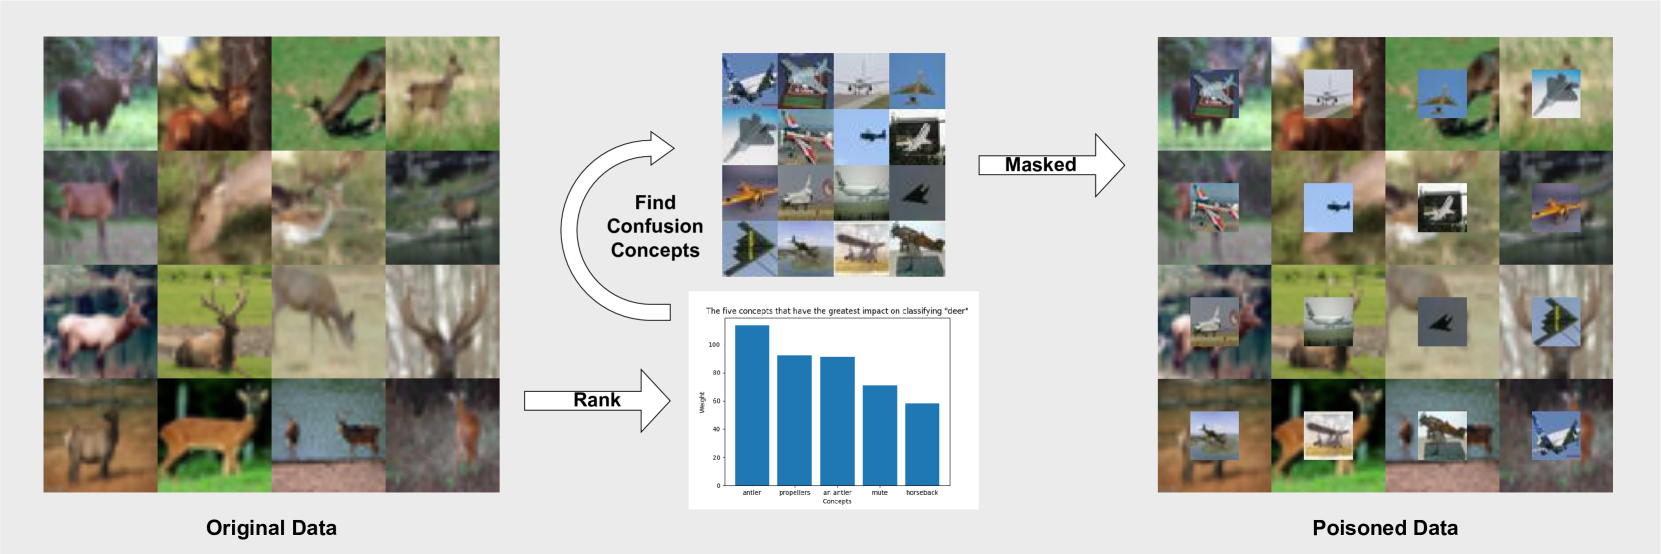 Find
Confusion
Concepts
Masked
The five concepts that have the greatest impact on classifying "deer"
100
80
60
40
20
0
Weight
antler
propellers
an antler
mute
horseback
Concepts
Rank
Original Data
Poisoned Data